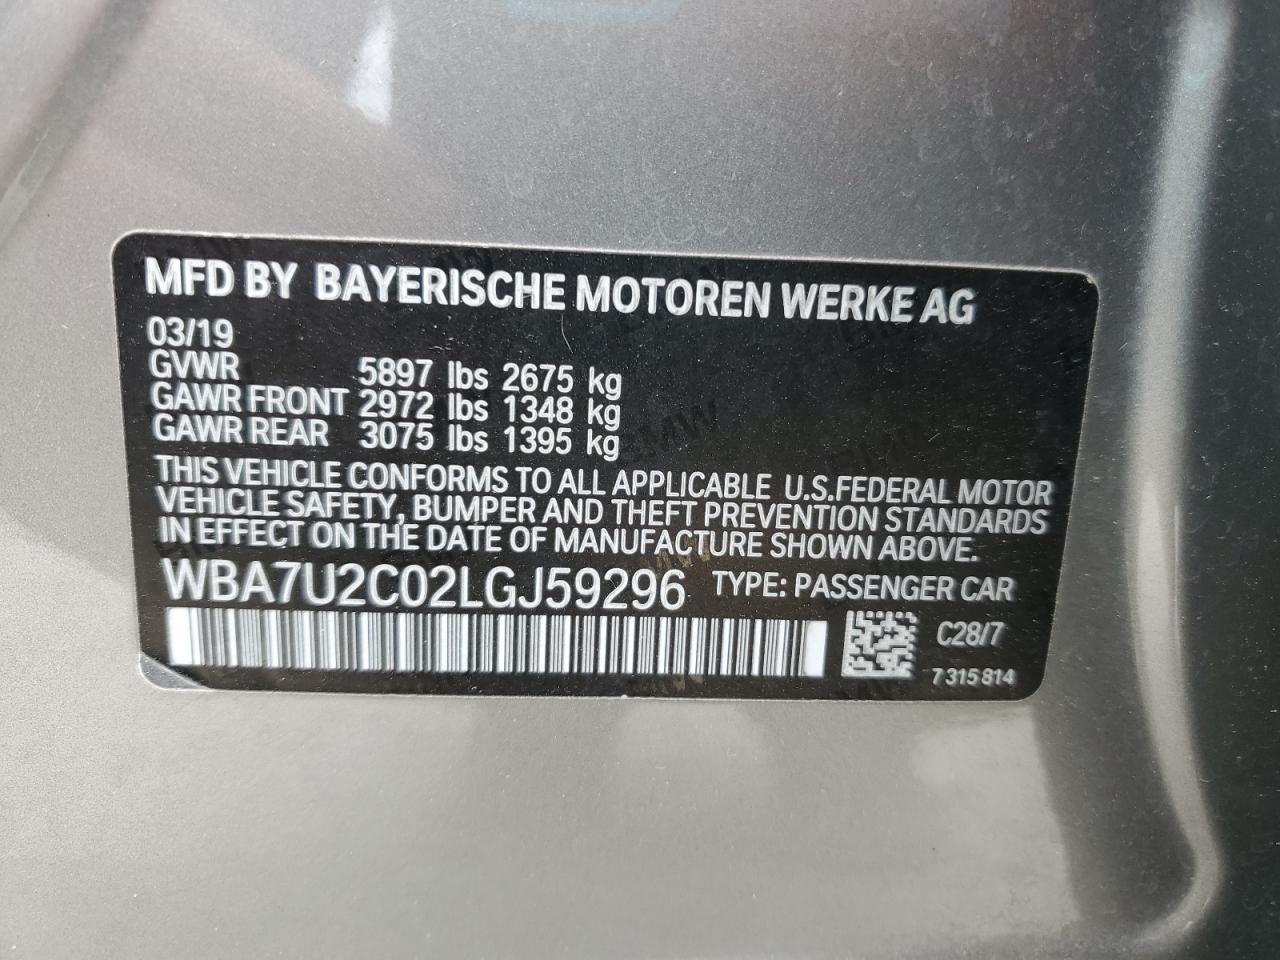 MFD BY BAYERISCHE MOTOREN WERKE AG
03/19
GVWR 5897 lbs 2675 kg
GAWR FRONT 2972 lbs 1348 kg
GAWR REAR 3075 lbs 1395 kg
THIS VEHICLE CONFORMS TO ALL APPLICABLE U.S.FEDERAL MOTOR
VEHICLE SAFETY, BUMPER AND THEFT PREVENTION STANDARDS
IN EFFECT ON THE DATE OF MANUFACTURE SHOWN ABOVE.
WBA7U2C02LGJ59296 TYPE: PASSENGER CAR
C28/7
7 315 814